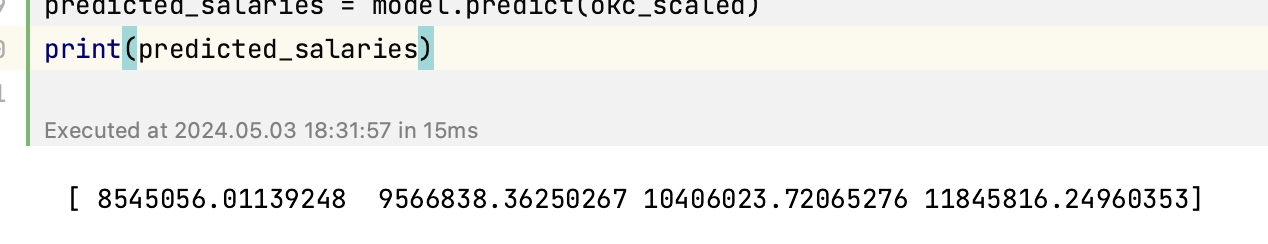 predicted_salaries = model.predict(okc_scaled)
print(predicted_salaries)
Executed at 2024.05.03 18:31:57 in 15ms
[ 8545056.01139248  9566838.36250267 10406023.72065276 11845816.24960353]